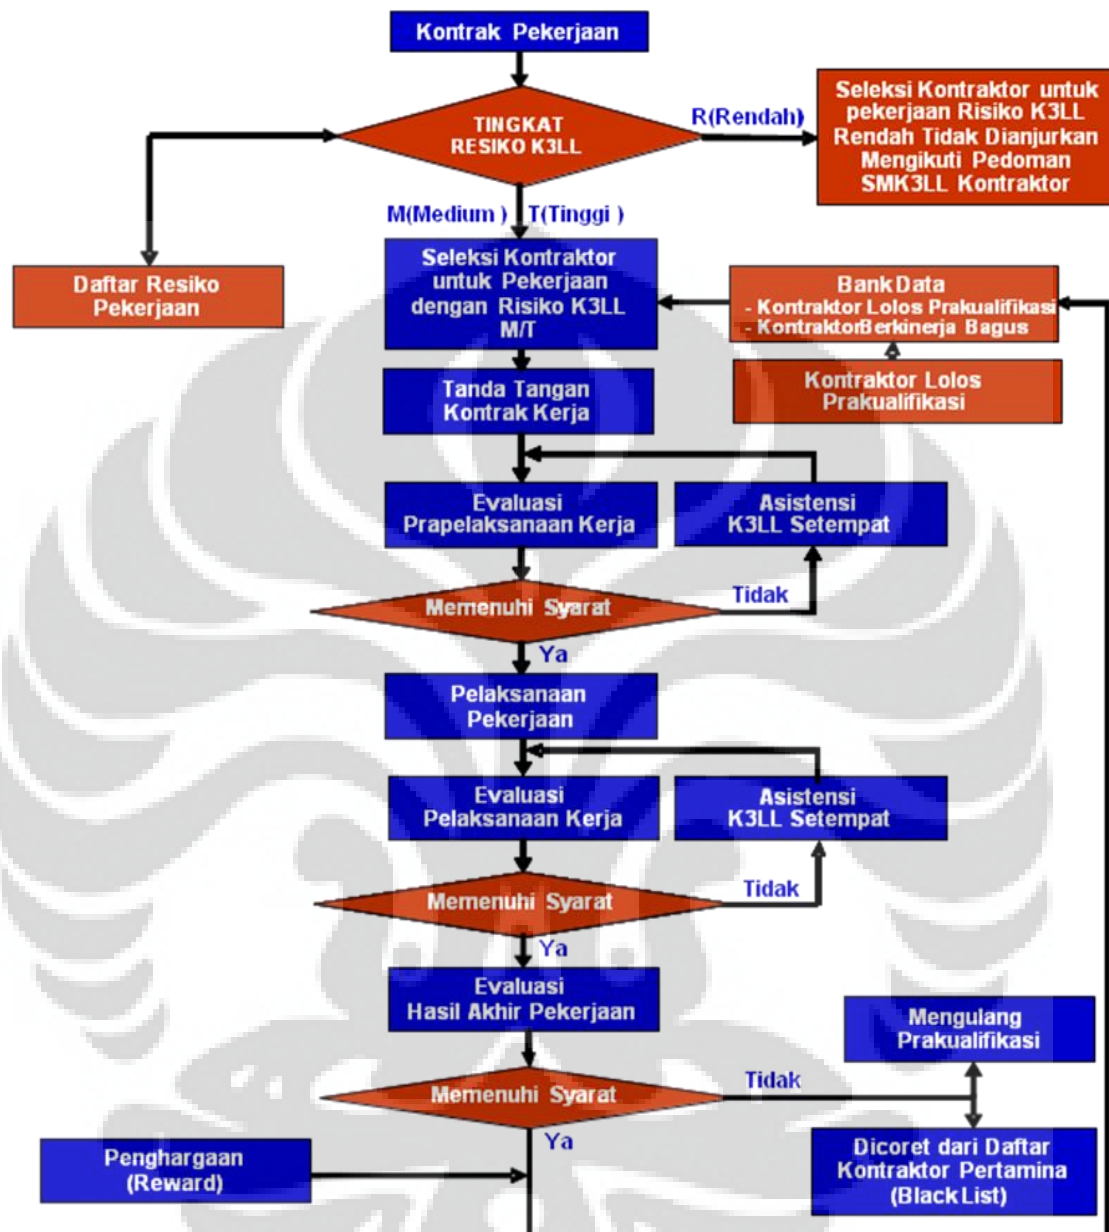 Kontrak Pekerjaan
TINGKAT
RESIKO K3LL
R(Rendah)
Seleksi Kontraktor untuk
pekerjaan Risiko K3LL
Rendah Tidak Dianjurkan
Mengikuti Pedoman
SMK3LL Kontraktor
M(Medium ) T(Tinggi )
Daftar Resiko
Pekerjaan
Seleksi Kontraktor
untuk Pekerjaan
dengan Risiko K3LL
M/T
Bank Data
- Kontraktor Lolos Prakualifikasi
- KontraktorBerkinerja Bagus
Kontraktor Lolos
Prakualifikasi
Tanda Tangan
Kontrak Kerja
Evaluasi
Prapelaksanaan Kerja
Asistensi
K3LL Setempat
Memenuhi Syarat
Tidak
Ya
Pelaksanaan
Pekerjaan
Evaluasi
Pelaksanaan Kerja
Asistensi
K3LL Setempat
Memenuhi Syarat
Tidak
Ya
Evaluasi
Hasil Akhir Pekerjaan
Mengulang
Prakualifikasi
Memenuhi Syarat
Tidak
Ya
Penghargaan
(Reward)
Dicoret dari Daftar
Kontraktor Pertamina
(Black List)